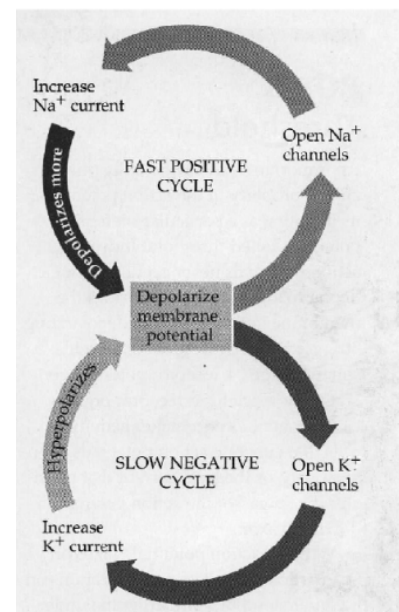 Increase
Na+ current
Open Na+
channels
FAST POSITIVE
CYCLE
Depolarizes more
Depolarize
membrane
potential
Hyperpolarizes
SLOW NEGATIVE
CYCLE
Open K+
channels
Increase
K+ current